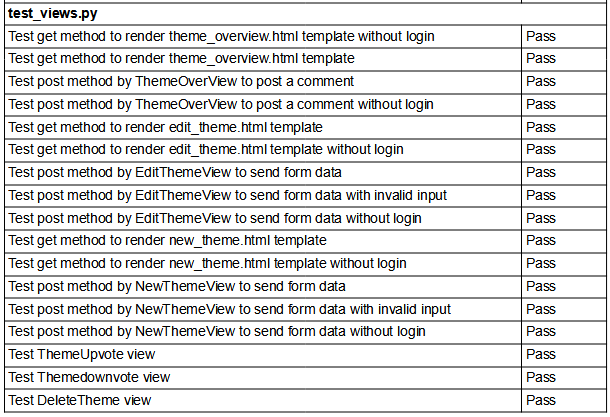 test_views.py
Test get method to render theme_overview.html template without login Pass
Test get method to render theme_overview.html template Pass
Test post method by ThemeOverView to post a comment Pass
Test post method by ThemeOverView to post a comment without login Pass
Test get method to render edit_theme.html template Pass
Test get method to render edit_theme.html template without login Pass
Test post method by EditThemeView to send form data Pass
Test post method by EditThemeView to send form data with invalid input Pass
Test post method by EditThemeView to send form data without login Pass
Test get method to render new_theme.html template Pass
Test get method to render new_theme.html template without login Pass
Test post method by NewThemeView to send form data Pass
Test post method by NewThemeView to send form data with invalid input Pass
Test post method by NewThemeView to send form data without login Pass
Test ThemeUpvote view Pass
Test Themedownvote view Pass
Test DeleteTheme view Pass